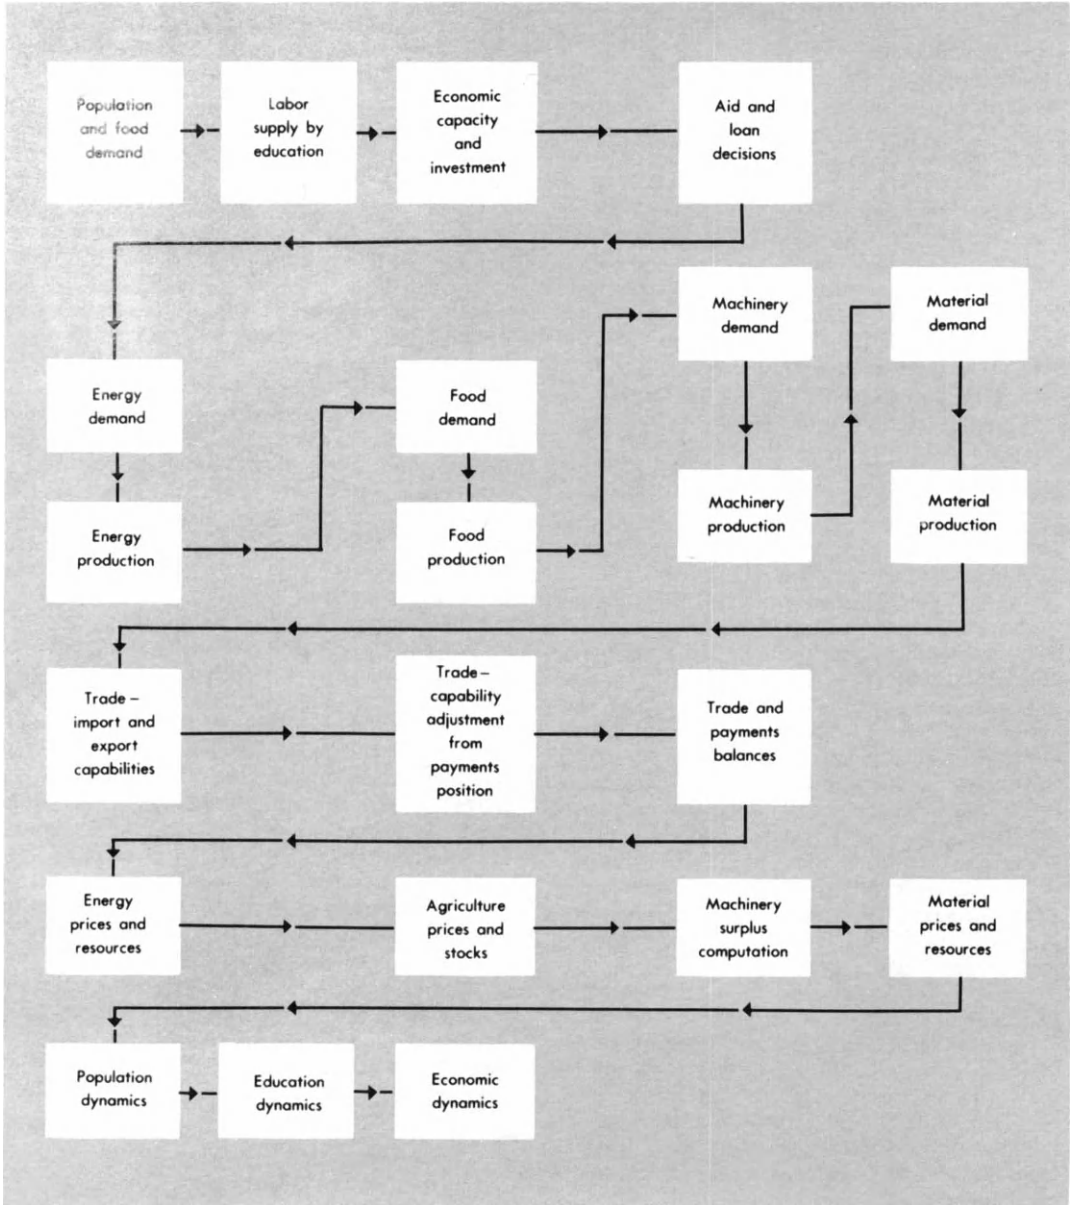 Population
and food
demand
Labor
supply by
education
Economic
capacity
and
investment
Aid and
loan
decisions
Energy
demand
Energy
production
Food
demand
Food
production
Machinery
demand
Machinery
production
Material
demand
Material
production
Trade –
import and
export
capabilities
Trade –
capability
adjustment
from
payments
position
Trade and
payments
balances
Energy
prices and
resources
Agriculture
prices and
stocks
Machinery
surplus
computation
Material
prices and
resources
Population
dynamics
Education
dynamics
Economic
dynamics